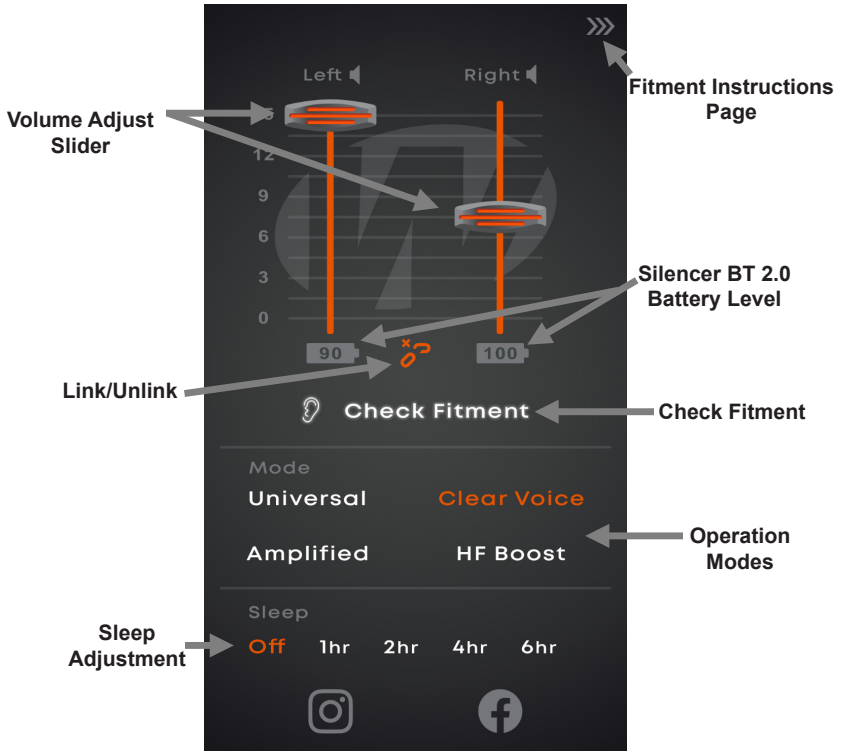 Left
Right
Fitment Instructions
Page
Volume Adjust
Slider
12
9
6
3
0
Silencer BT 2.0
Battery Level
90
100
Link/Unlink
Check Fitment
Check Fitment
Mode
Universal
Clear Voice
Amplified
HF Boost
Operation
Modes
Sleep
Sleep
Adjustment
Off 1hr 2hr 4hr 6hr